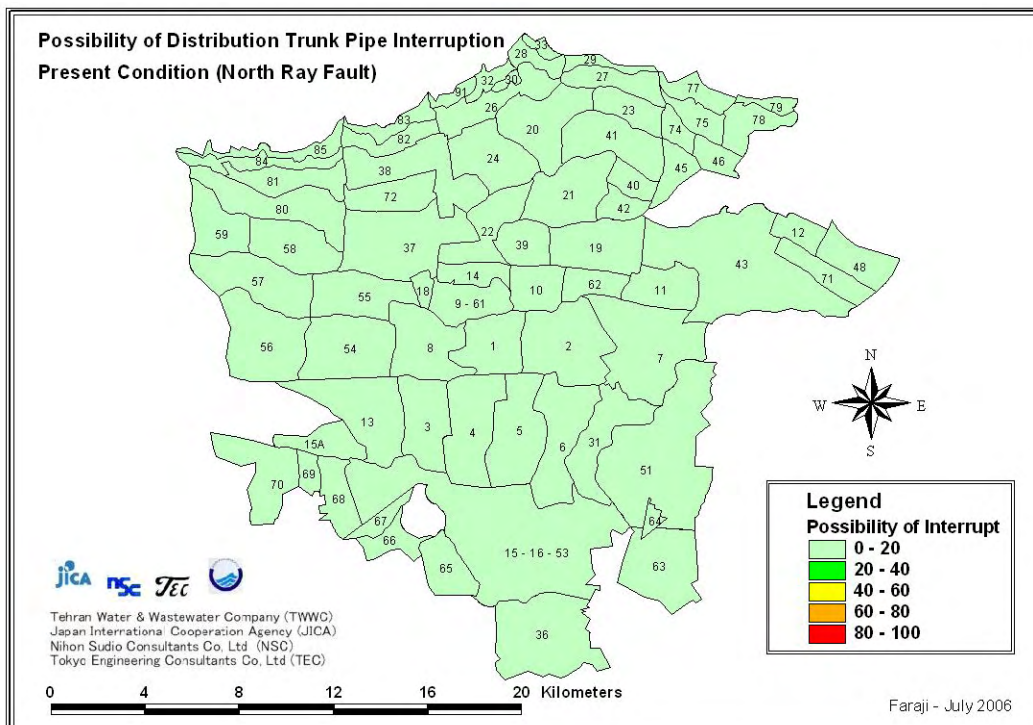 Possibility of Distribution Trunk Pipe Interruption
Present Condition (North Ray Fault)
33
28
29
32
30
27
77
91
26
79
23
83
78
82
20
74
75
41
85
84
24
46
38
45
81
40
72
21
80
42
59
22
12
58
37
39
19
43
48
14
71
57
18
10
62
11
55
9 - 61
56
54
8
1
2
7
N
W
E
S
13
3
4
5
6
31
15A
51
69
70
68
67
64
66
15 - 16 - 53
65
63
36
Legend
Possibility of Interrupt
0 - 20
20 - 40
40 - 60
60 - 80
80 - 100
JICA
NSC
TEC
Tehran Water & Wastewater Company (TWWC)
Japan International Cooperation Agency (JICA)
Nihon Sudio Consultants Co, Ltd (NSC)
Tokyo Engineering Consultants Co, Ltd (TEC)
0 4 8 12 16 20 Kilometers
Faraji - July 2006